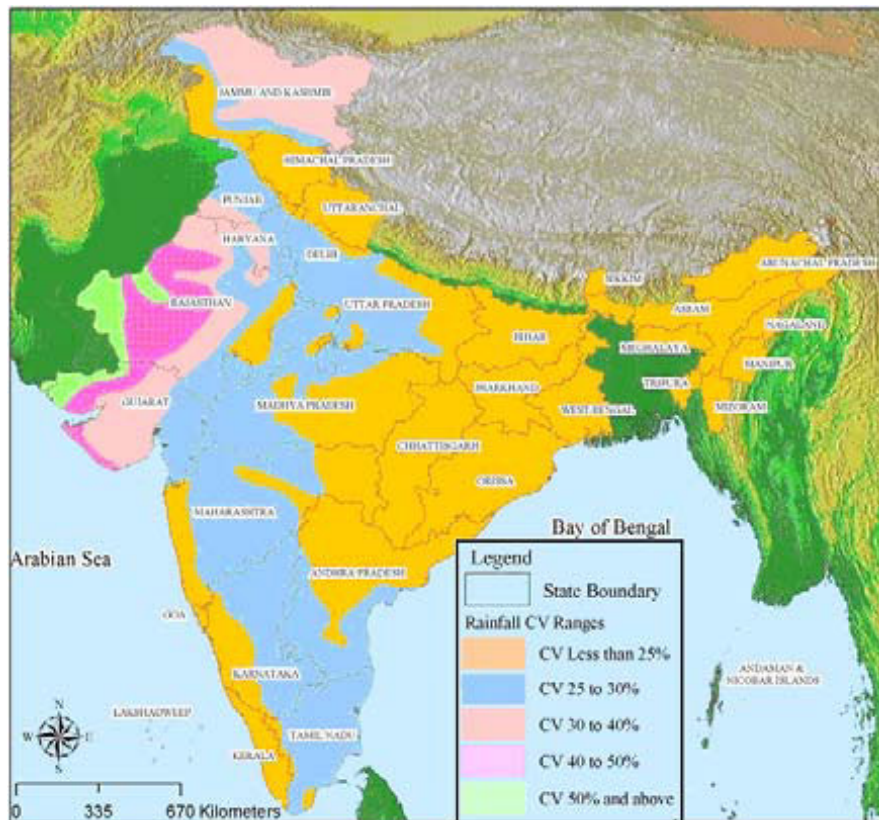 JAMMU AND KASHMIR
HIMACHAL PRADESH
PUNJAB
UTTARANCHAL
HARYANA
DELHI
ARUNACHAL PRADESH
SIKKIM
RAJASTHAN
UTTAR PRADESH
ASSAM
NAGALAND
BIHAR
MEGHALAYA
MANIPUR
JHARKHAND
TRIPURA
GUJARAT
MADHYA PRADESH
WEST BENGAL
MIZORAM
CHHATTISGARH
ORISSA
MAHARASHTRA
Bay of Bengal
Arabian Sea
ANDHRA PRADESH
GOA
KARNATAKA
ANDAMAN &
NICOBAR ISLANDS
LAKSHADWEEP
TAMIL NADU
KERALA
Legend
State Boundary
Rainfall CV Ranges
CV Less than 25%
CV 25 to 30%
CV 30 to 40%
CV 40 to 50%
CV 50% and above
N
W E
S
0 335 670 Kilometers